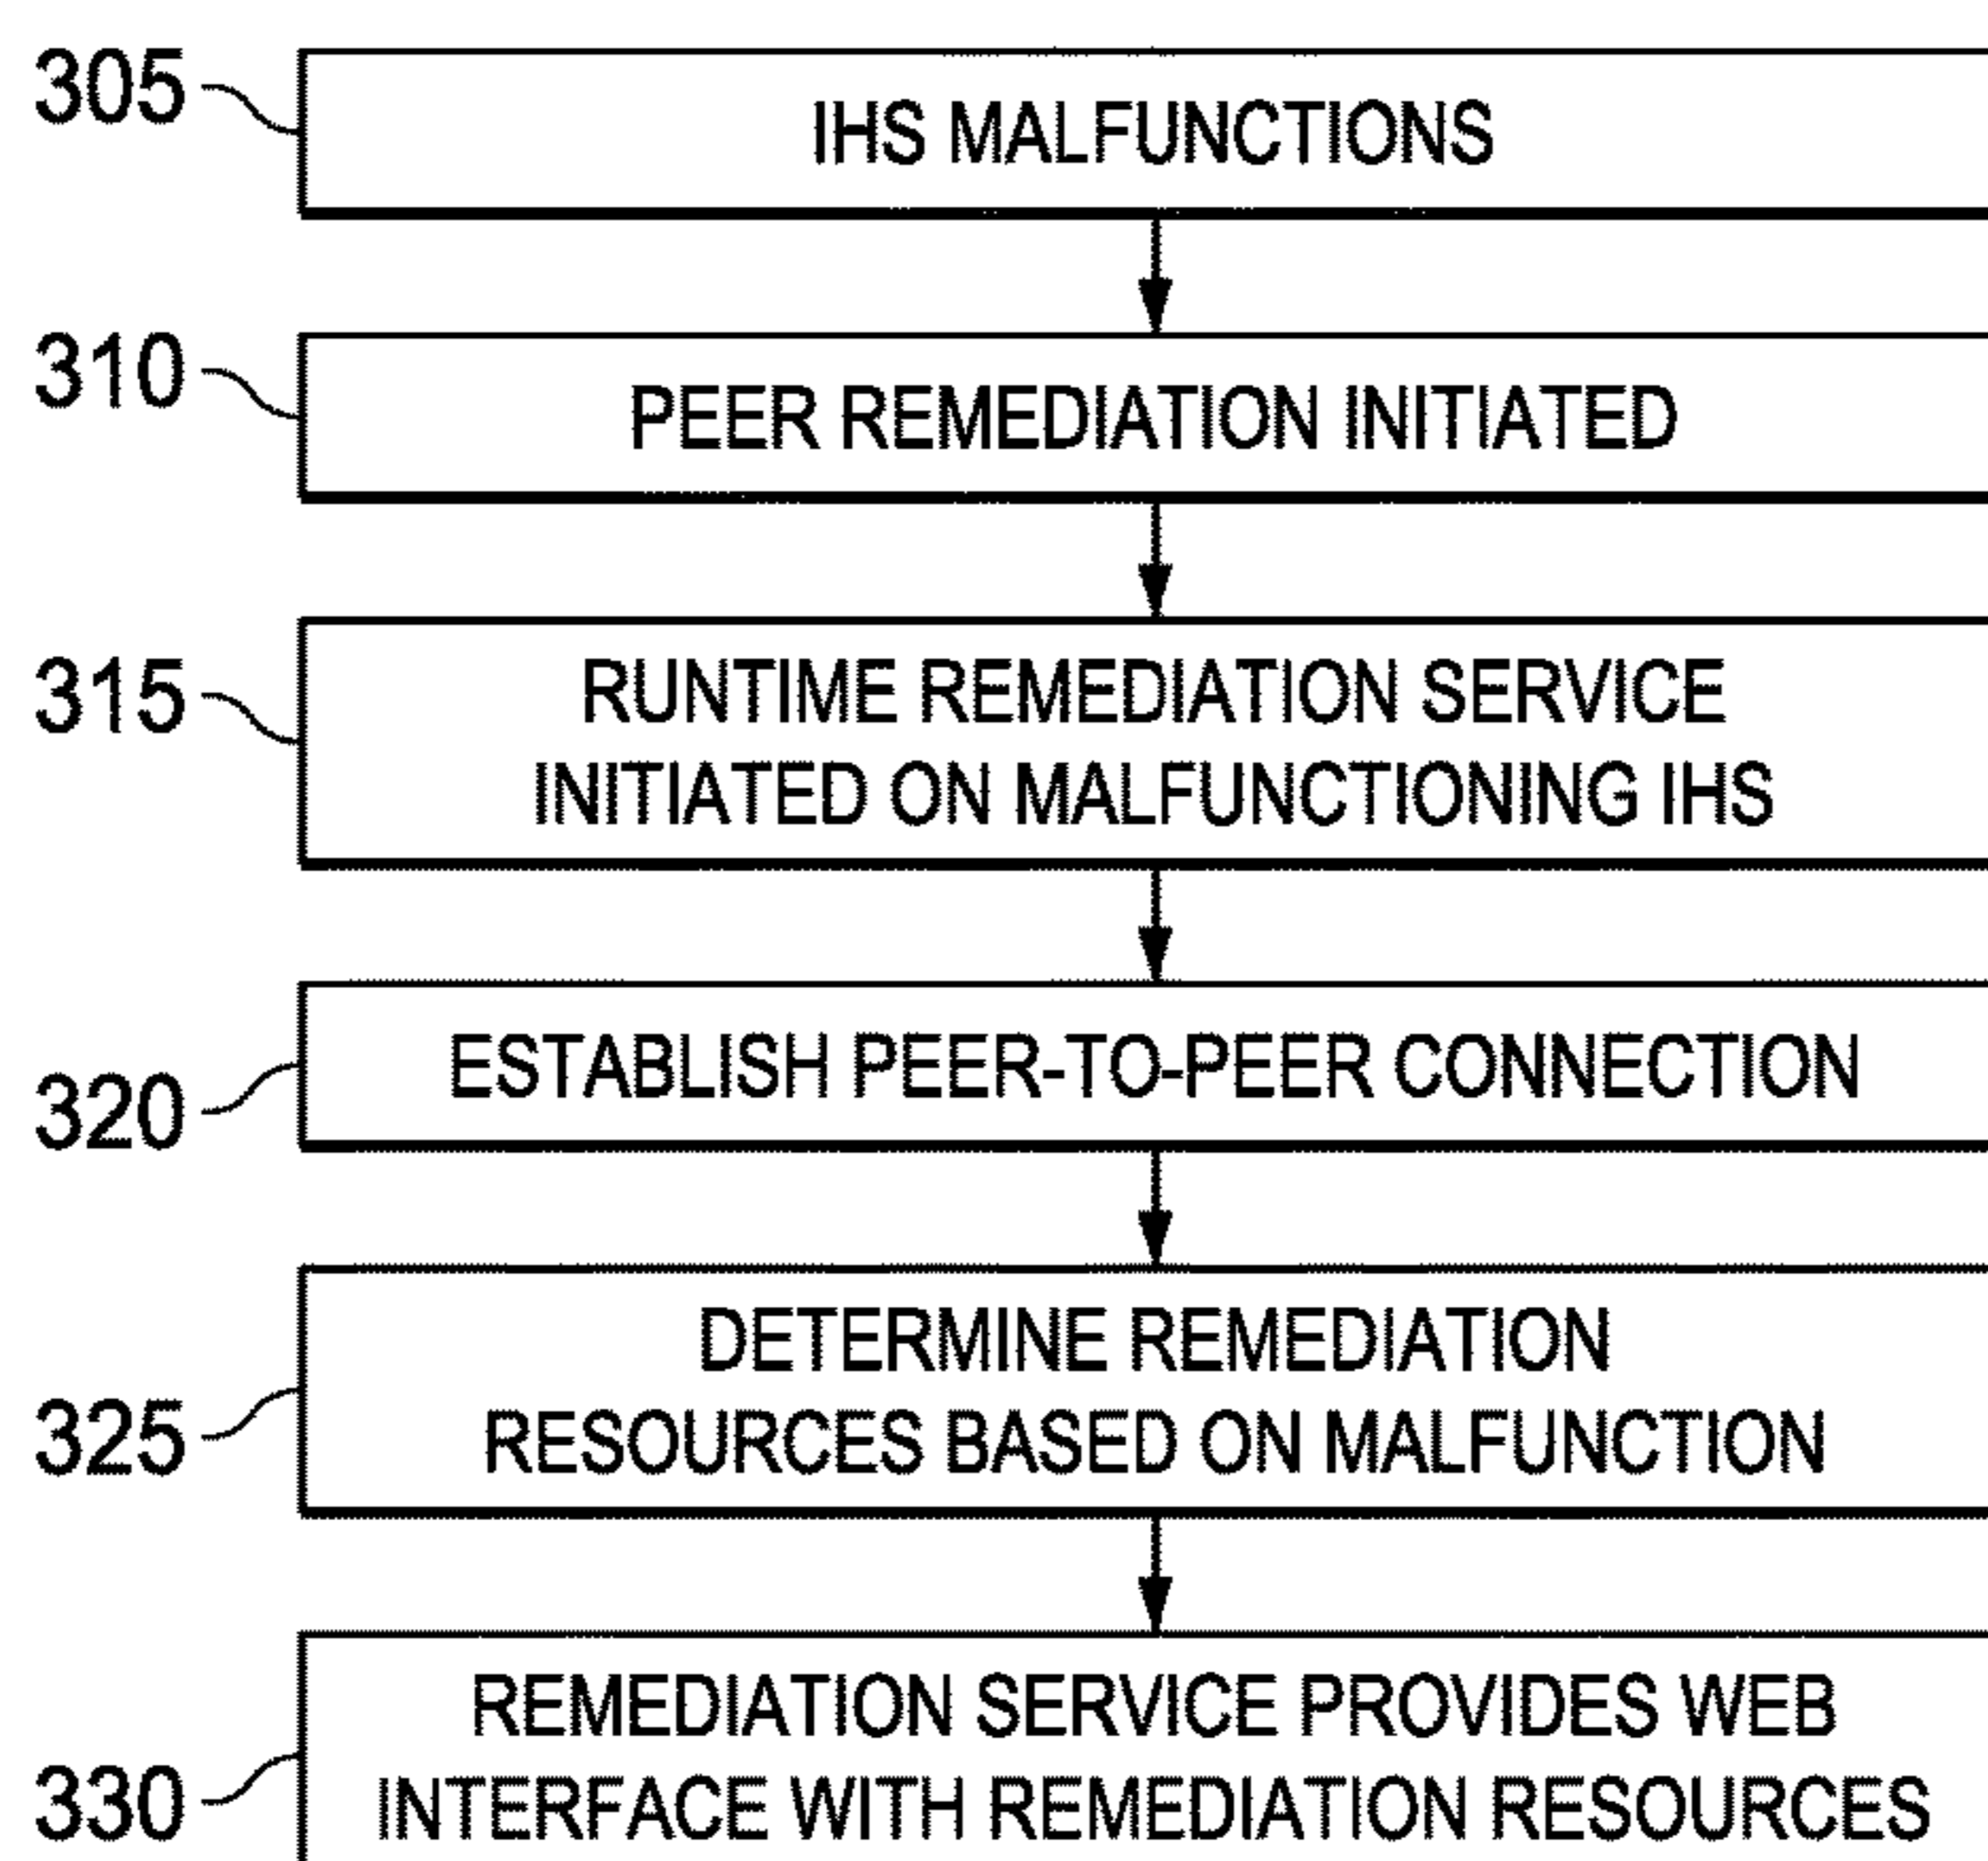 305
IHS MALFUNCTIONS
310
PEER REMEDIATION INITIATED
315
RUNTIME REMEDIATION SERVICE
INITIATED ON MALFUNCTIONING IHS
320
ESTABLISH PEER-TO-PEER CONNECTION
325
DETERMINE REMEDIATION
RESOURCES BASED ON MALFUNCTION
330
REMEDIATION SERVICE PROVIDES WEB
INTERFACE WITH REMEDIATION RESOURCES